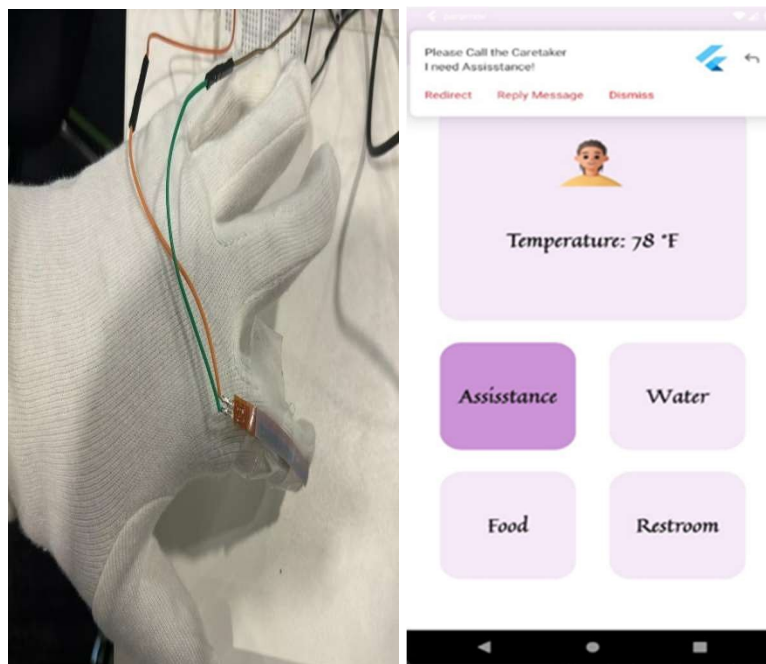 Please Call the Caretaker
I need Assisstance!
Redirect Reply Message Dismiss
Temperature: 78 °F
Assisstance Water
Food Restroom